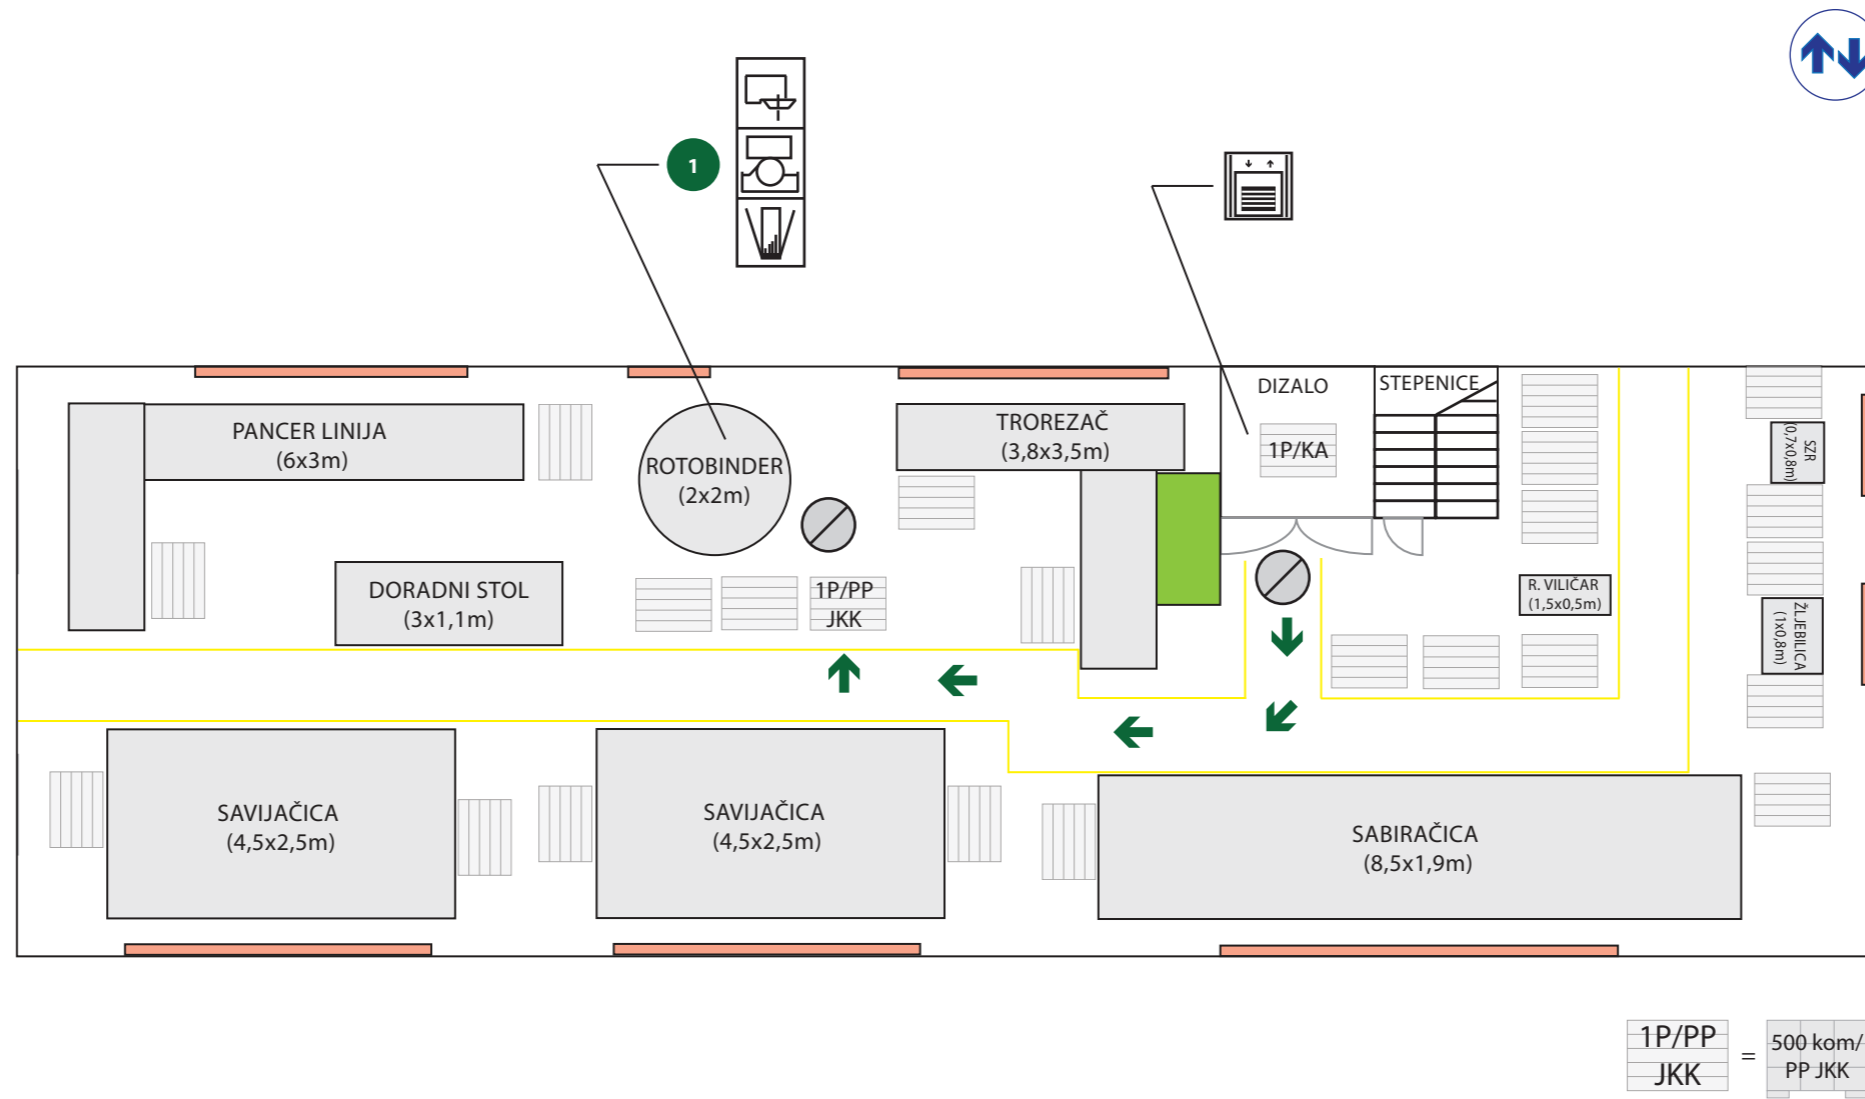 1
DIZALO
STEPENICE
PANCER LINIJA
(6x3m)
ROTOBINDER
(2x2m)
TROREZAČ
(3,8x3,5m)
1P/KA
SZR
(0,7x0,8m)
DORADNI STOL
(3x1,1m)
1P/PP
JKK
R. VILIČAR
(1,5x0,5m)
ŽLJEBILICA
(1x0,8m)
SAVIJAČICA
(4,5x2,5m)
SAVIJAČICA
(4,5x2,5m)
SABIRAČICA
(8,5x1,9m)
1P/PP
JKK
=
500 kom/
PP JKK